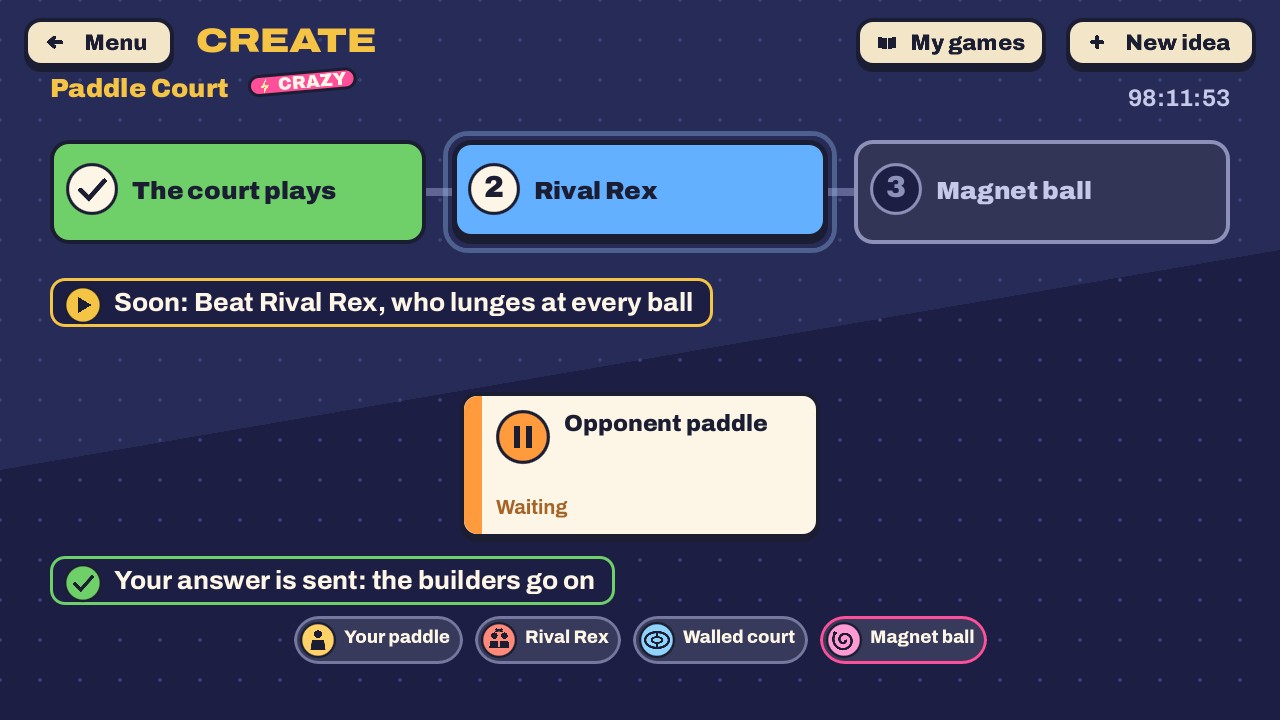 Menu
CREATE
My games
New idea
Paddle Court
CRAZY
98:11:53
The court plays
2
Rival Rex
3
Magnet ball
Soon: Beat Rival Rex, who lunges at every ball
Opponent paddle
Waiting
Your answer is sent: the builders go on
Your paddle
Rival Rex
Walled court
Magnet ball